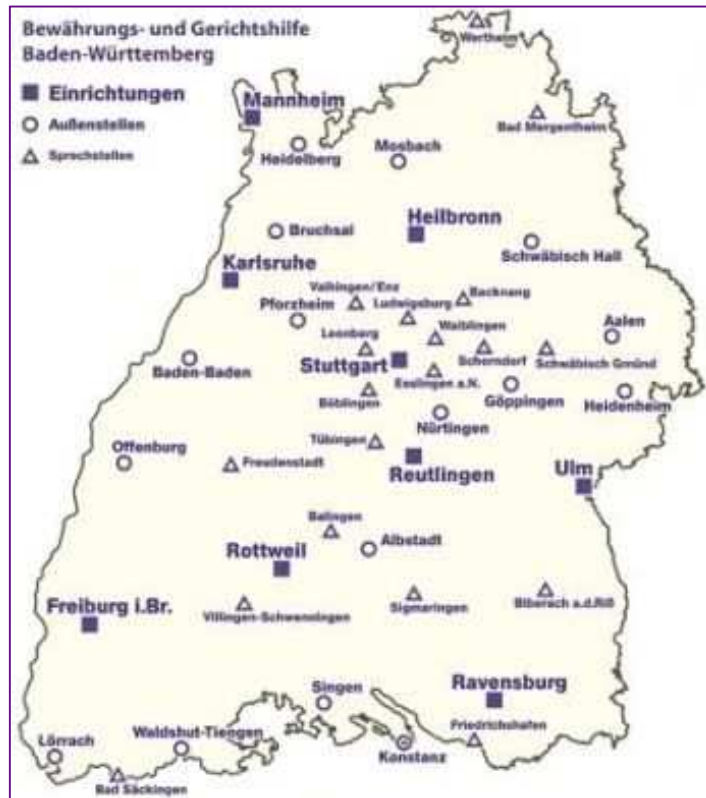 Bewährungs- und Gerichtshilfe
Baden-Württemberg
Einrichtungen
Außenstellen
Sprechstellen
Wertheim
Mannheim
Bad Mergentheim
Heidelberg
Mosbach
Heilbronn
Bruchsal
Schwäbisch Hall
Karlsruhe
Vaihingen/Enz
Backnang
Pforzheim
Ludwigsburg
Waiblingen
Aalen
Leonberg
Stuttgart
Schorndorf
Schwäbisch Gmünd
Baden-Baden
Esslingen a.N.
Böblingen
Göppingen
Heidenheim
Nürtingen
Tübingen
Offenburg
Freudenstadt
Reutlingen
Ulm
Balingen
Albstadt
Rottweil
Freiburg i.Br.
Villingen-Schwenningen
Sigmaringen
Biberach a.d.Riß
Singen
Ravensburg
Friedrichshafen
Waldshut-Tiengen
Lörrach
Konstanz
Bad Säckingen